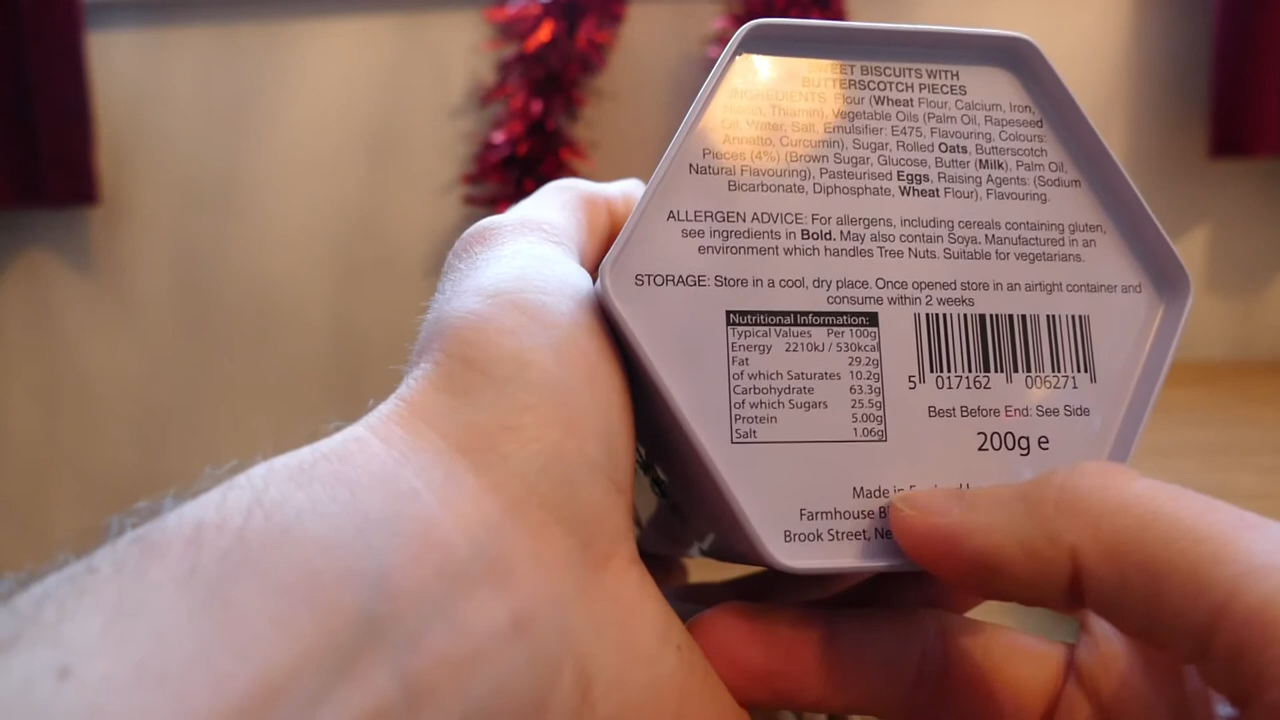 SWEET BISCUITS WITH
BUTTERSCOTCH PIECES
INGREDIENTS: Flour (Wheat Flour, Calcium, Iron,
Niacin, Thiamin), Vegetable Oils (Palm Oil, Rapeseed
Oil, Water, Salt, Emulsifier: E475, Flavouring, Colours:
Annatto, Curcumin), Sugar, Rolled Oats, Butterscotch
Pieces (4%) (Brown Sugar, Glucose, Butter (Milk), Palm Oil,
Natural Flavouring), Pasteurised Eggs, Raising Agents: (Sodium
Bicarbonate, Diphosphate, Wheat Flour), Flavouring.
ALLERGEN ADVICE: For allergens, including cereals containing gluten,
see ingredients in Bold. May also contain Soya. Manufactured in an
environment which handles Tree Nuts. Suitable for vegetarians.
STORAGE: Store in a cool, dry place. Once opened store in an airtight container and
consume within 2 weeks
Nutritional Information:
Typical Values Per 100g
Energy 2210kJ / 530kcal
Fat 29.2g
of which Saturates 10.2g
Carbohydrate 63.3g
of which Sugars 25.5g
Protein 5.00g
Salt 1.06g
5 017162 006271
Best Before End: See Side
200g e
Made in
Farmhouse
Brook Street,